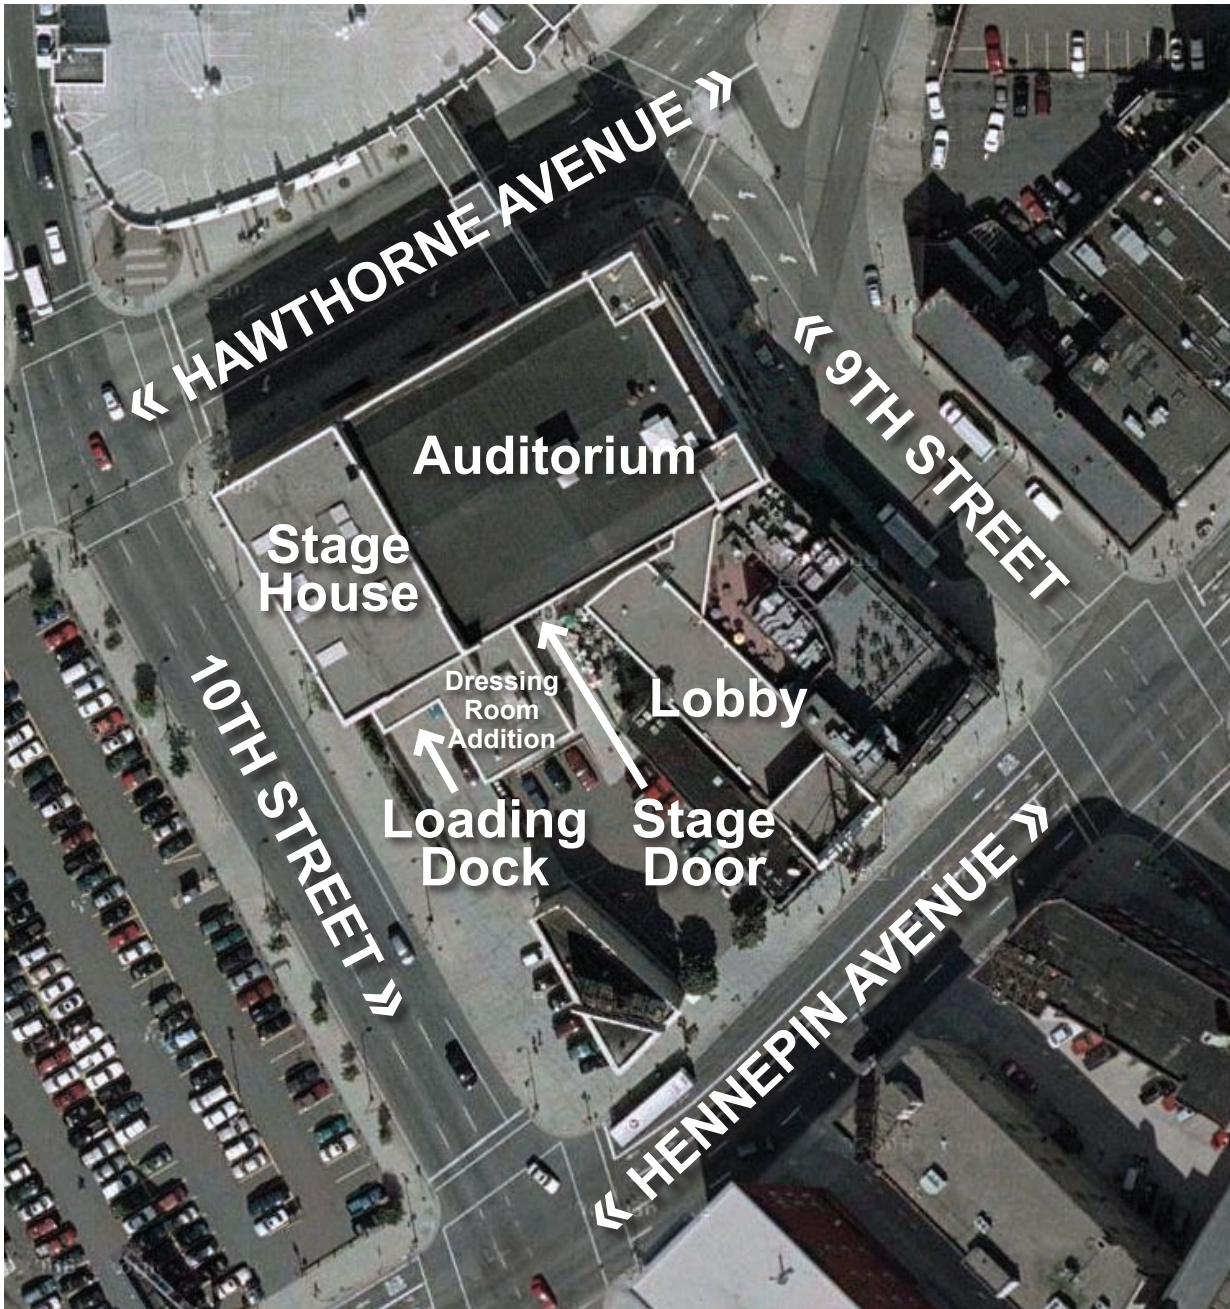 « HAWTHORNE AVENUE »
« 9TH STREET
Auditorium
Stage
House
Dressing
Room
Addition
Lobby
10TH STREET »
Loading
Dock
Stage
Door
« HENNEPIN AVENUE »